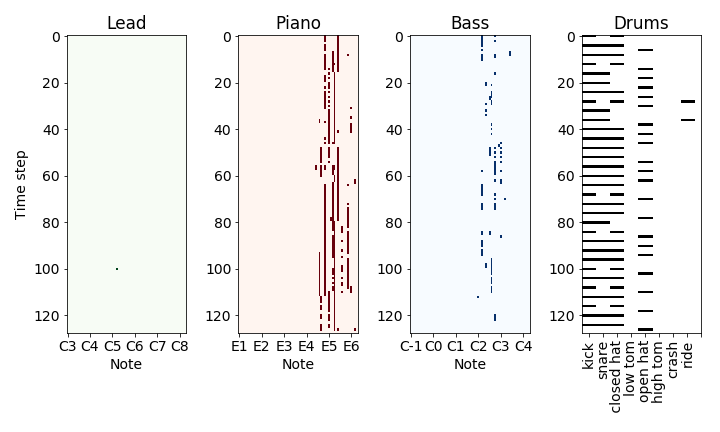 Lead Piano Bass Drums
0 0 0 0
20 20 20 20
40 40 40 40
60 60 60 60
80 80 80 80
100 100 100 100
120 120 120 120
Time step
C3 C4 C5 C6 C7 C8 E1 E2 E3 E4 E5 E6 C-1 C0 C1 C2 C3 C4
Note Note Note
kick
snare
closed hat
low tom
open hat
high tom
crash
ride